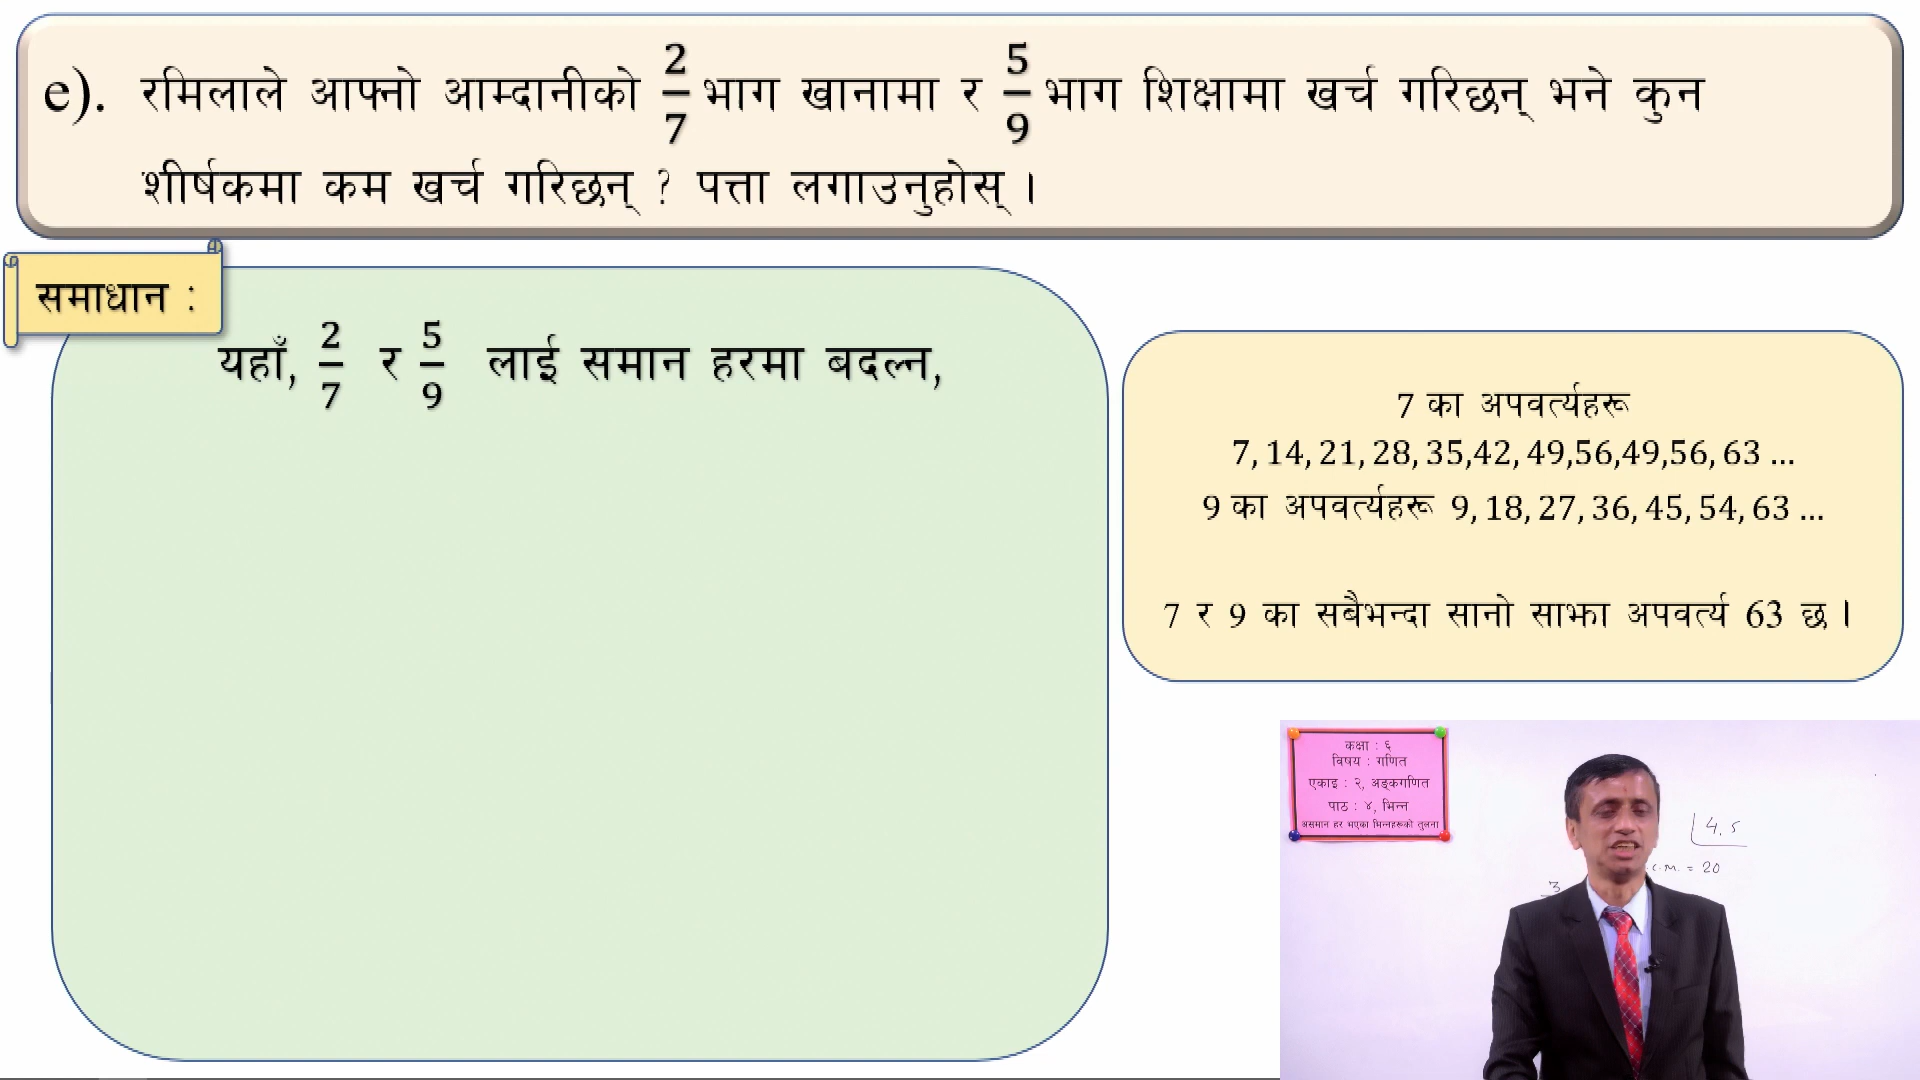 e). रमिलाले आफ्नो आम्दानीको 2/7 भाग खानामा र 5/9 भाग शिक्षामा खर्च गरिछन् भने कुन
शीर्षकमा कम खर्च गरिछन् ? पत्ता लगाउनुहोस् ।
समाधान :
यहाँ, 2/7 र 5/9 लाई समान हरमा बदल्न,
7 का अपवर्त्यहरू
7, 14, 21, 28, 35,42, 49,56,49,56, 63 ...
9 का अपवर्त्यहरू 9, 18, 27, 36, 45, 54, 63 ...
7 र 9 का सबैभन्दा सानो साझा अपवर्त्य 63 छ ।
कक्षा : ६
विषय : गणित
एकाइ : २, अङ्कगणित
पाठ : ४, भिन्न
असमान हर भएका भिन्नहरूको तुलना
4, 5
.C.M. = 20
3